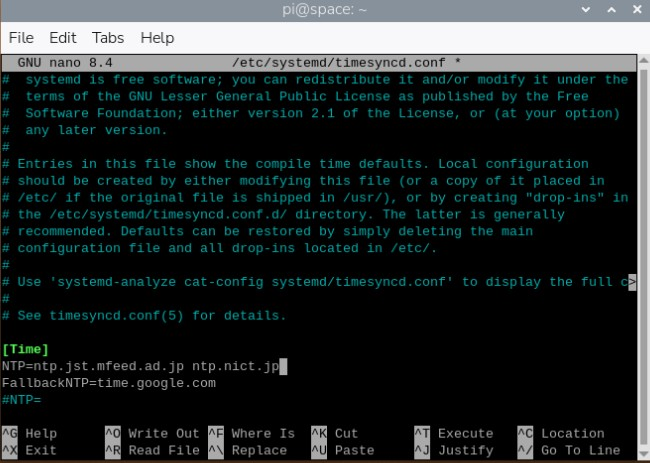 pi@space: ~
File Edit Tabs Help
GNU nano 8.4 /etc/systemd/timesyncd.conf *
#  systemd is free software; you can redistribute it and/or modify it under the
#  terms of the GNU Lesser General Public License as published by the Free
#  Software Foundation; either version 2.1 of the License, or (at your option)
#  any later version.
#
# Entries in this file show the compile time defaults. Local configuration
# should be created by either modifying this file (or a copy of it placed in
# /etc/ if the original file is shipped in /usr/), or by creating "drop-ins" in
# the /etc/systemd/timesyncd.conf.d/ directory. The latter is generally
# recommended. Defaults can be restored by simply deleting the main
# configuration file and all drop-ins located in /etc/.
#
# Use 'systemd-analyze cat-config systemd/timesyncd.conf' to display the full c>
#
# See timesyncd.conf(5) for details.
[Time]
NTP=ntp.jst.mfeed.ad.jp ntp.nict.jp
FallbackNTP=time.google.com
#NTP=
^G Help ^O Write Out ^F Where Is ^K Cut ^T Execute ^C Location
^X Exit ^R Read File ^\ Replace ^U Paste ^J Justify ^/ Go To Line